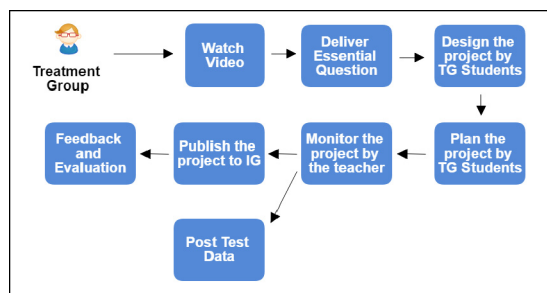 Treatment
Group
Watch
Video
Deliver
Essential
Question
Design the
project by
TG Students
Plan the
project by
TG Students
Monitor the
project by
the teacher
Publish the
project to IG
Feedback
and
Evaluation
Post Test
Data